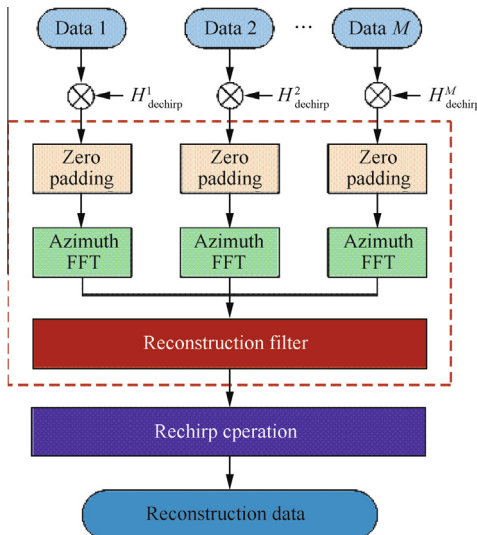 Data 1 Data 2 ... Data M
H¹dechirp H²dechirp Hᴹdechirp
Zero padding Zero padding Zero padding
Azimuth FFT Azimuth FFT Azimuth FFT
Reconstruction filter
Rechirp cperation
Reconstruction data